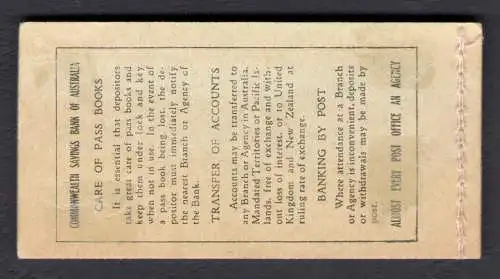 COMMONWEALTH SAVINGS BANK OF AUSTRALIA
CARE OF PASS BOOKS
It is essential that depositors
take great care of pass books and
keep them under lock and key
when not in use. In the event of
a pass book being lost, the de-
positor must immediately notify
the nearest Branch or Agency of
the Bank.
TRANSFER OF ACCOUNTS
Accounts may be transferred to
any Branch or Agency in Australia,
Mandated Territories or Pacific Is-
lands, free of exchange and with-
out loss of interest, or to United
Kingdom and New Zealand at
ruling rate of exchange.
BANKING BY POST
Where attendance at a Branch
or Agency is inconvenient, deposits
or withdrawals may be made by
post.
ALMOST EVERY POST OFFICE AN AGENCY